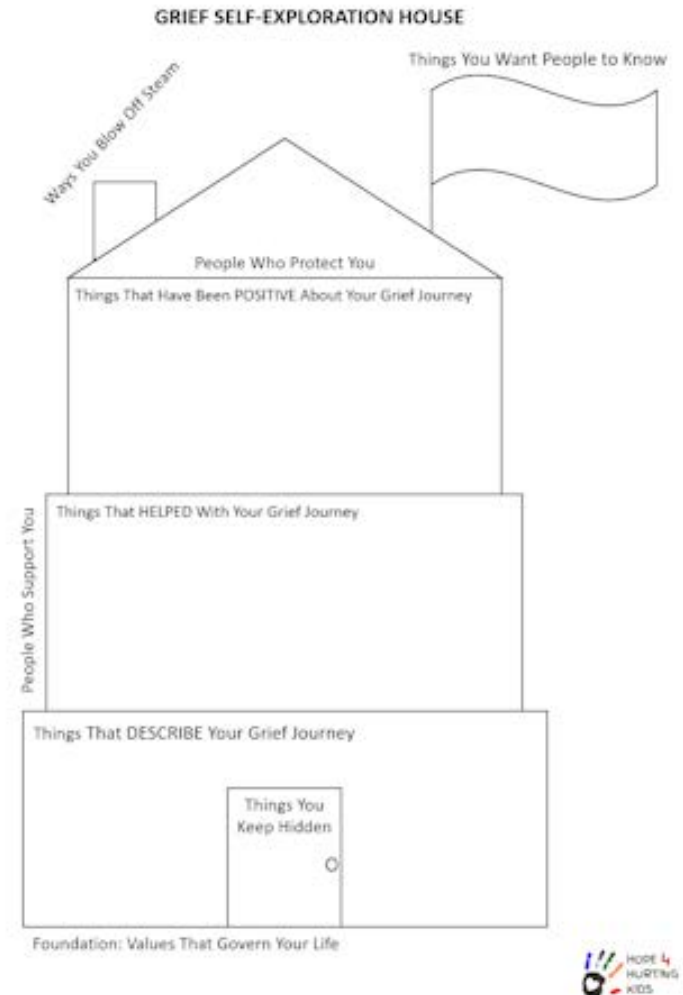 GRIEF SELF-EXPLORATION HOUSE
Things You Want People to Know
Ways You Blow Off Steam
People Who Protect You
Things That Have Been POSITIVE About Your Grief Journey
Things That HELPED With Your Grief Journey
People Who Support You
Things That DESCRIBE Your Grief Journey
Things You
Keep Hidden
Foundation: Values That Govern Your Life
HOPE 4
HURTING
KIDS